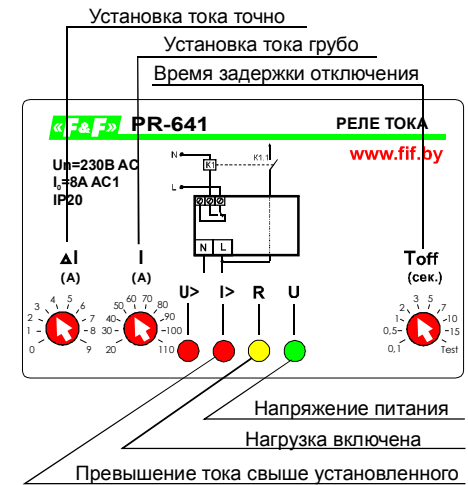 Установка тока точно
Установка тока грубо
Время задержки отключения
«F&F» PR-641 РЕЛЕ ТОКА
www.fif.by
Un=230В AC
I₀=8A AC1
IP20
N
K1
K1.1
L
N L
ΔI
(A)
I
(A)
Toff
(сек.)
U> I> R U
0 1 2 3 4 5 6 7 8 9
20 30 40 50 60 70 80 90 100 110
0,1 0,5 1 2 3 5 7 10 15 Test
Напряжение питания
Нагрузка включена
Превышение тока свыше установленного